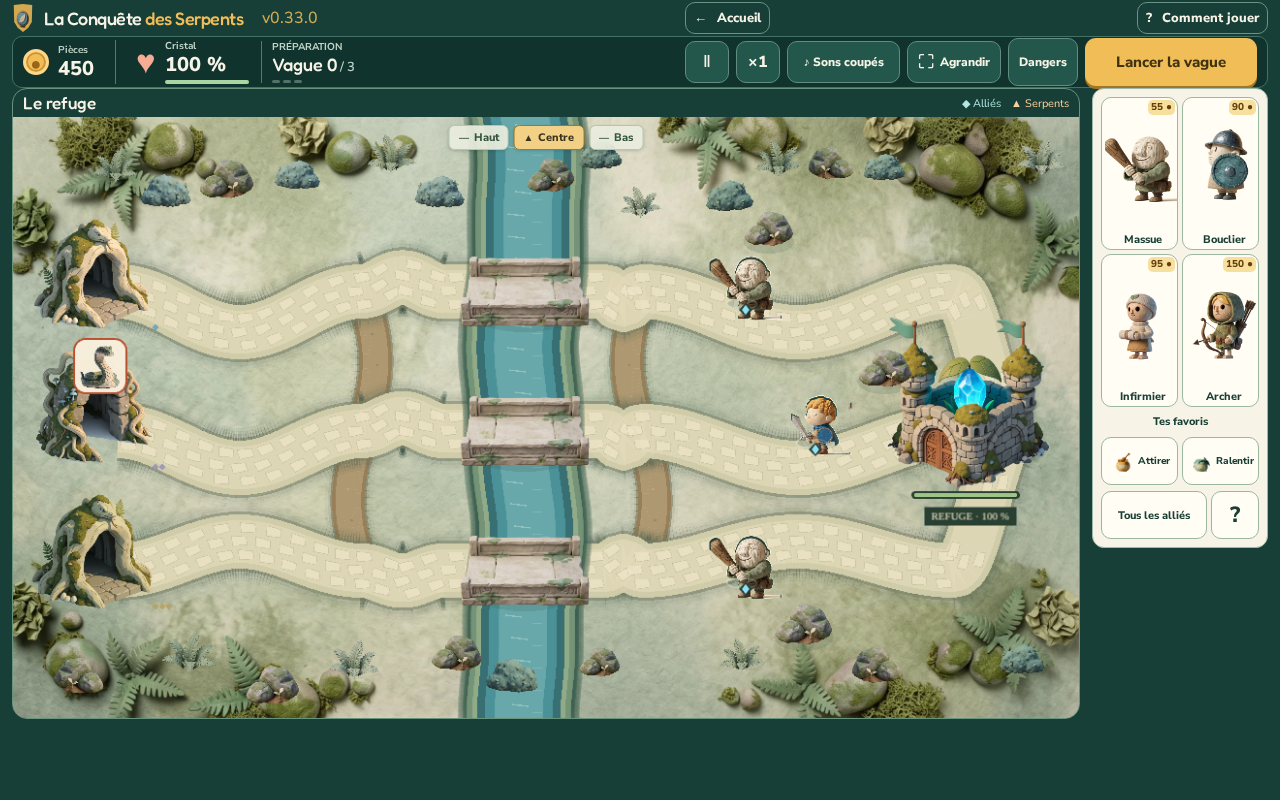 La Conquête des Serpents v0.33.0
← Accueil
? Comment jouer
Pièces
450
Cristal
100 %
PRÉPARATION
Vague 0 / 3
×1
♪ Sons coupés
Agrandir
Dangers
Lancer la vague
Le refuge
◆ Alliés ▲ Serpents
— Haut
▲ Centre
— Bas
REFUGE · 100 %
55
90
Massue
Bouclier
95
150
Infirmier
Archer
Tes favoris
Attirer
Ralentir
Tous les alliés
?